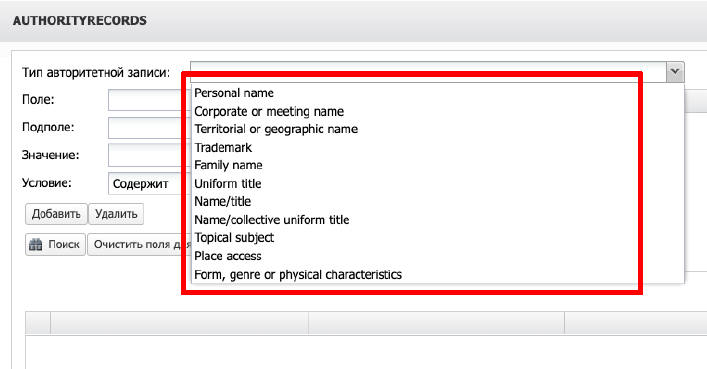 AUTHORITYRECORDS
Тип авторитетной записи:
Personal name
Поле:
Corporate or meeting name
Подполе:
Territorial or geographic name
Trademark
Значение:
Family name
Условие:
Содержит
Uniform title
Name/title
Добавить Удалить
Name/collective uniform title
Topical subject
Поиск
Очистить поля для
Place access
Form, genre or physical characteristics